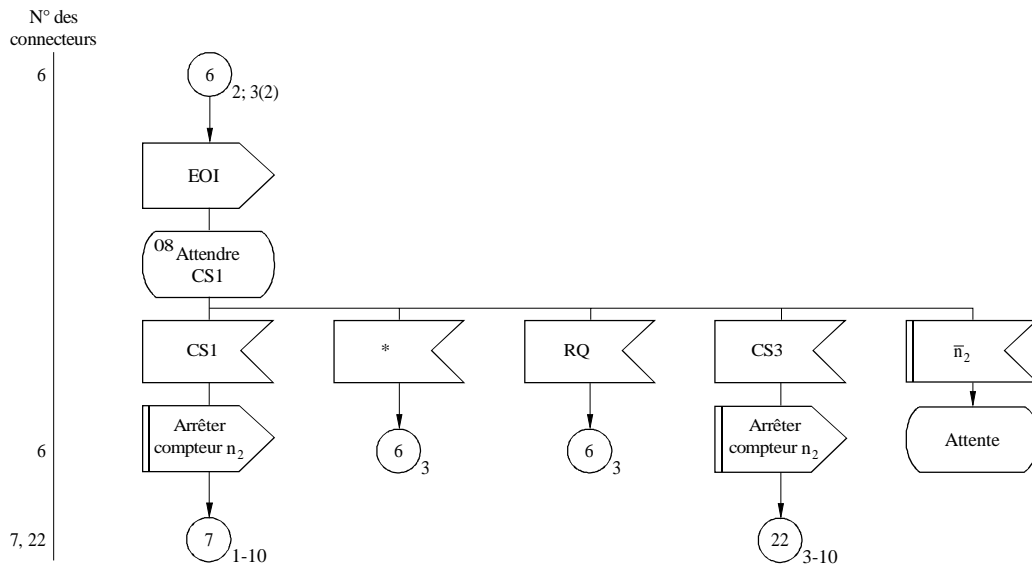 N° des
connecteurs
6
6
2; 3(2)
EOI
08 Attendre
CS1
CS1
*
RQ
CS3
n̅₂
Arrêter
compteur n₂
Arrêter
compteur n₂
Attente
6
6
3
6
3
7, 22
7
1-10
22
3-10